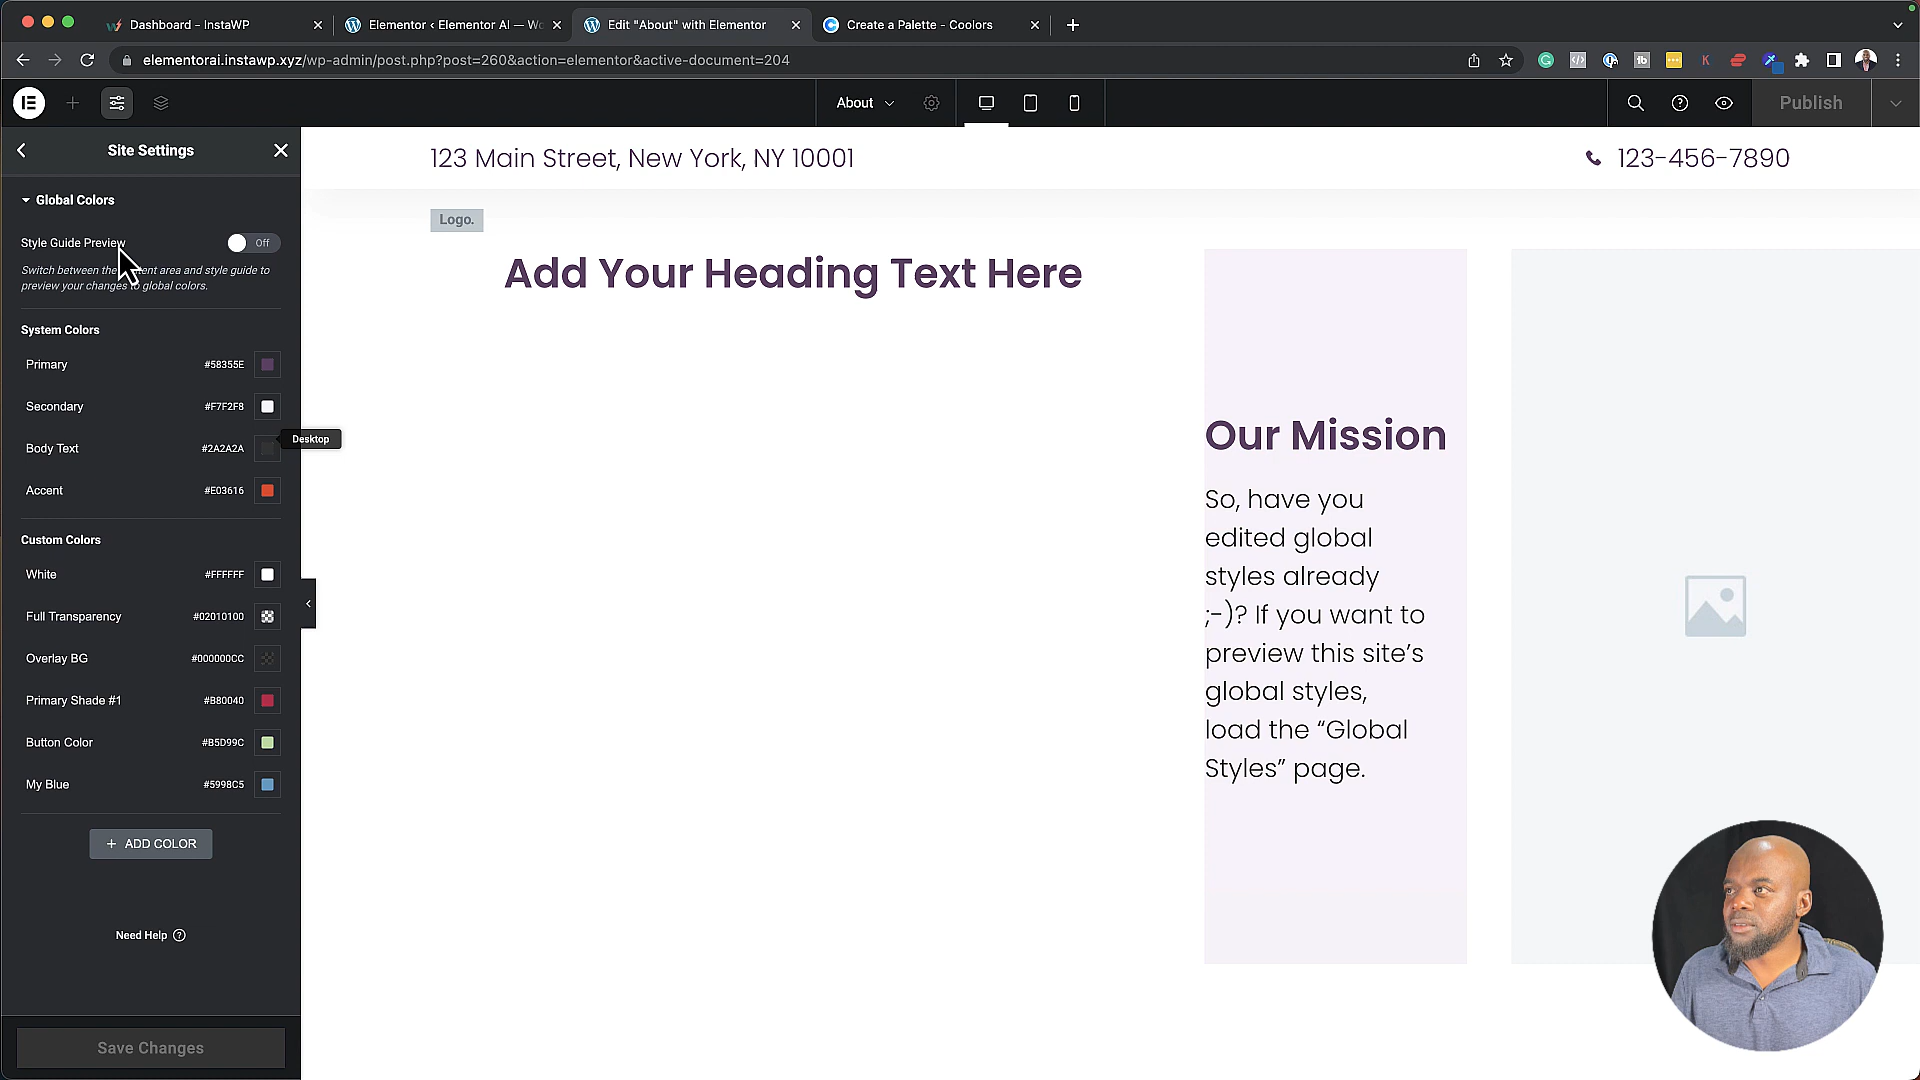 Dashboard - InstaWP
Elementor ‹ Elementor AI — Wo
Edit "About" with Elementor
Create a Palette - Coolors
elementorai.instawp.xyz/wp-admin/post.php?post=260&action=elementor&active-document=204
About
Publish
Site Settings
Global Colors
Style Guide Preview
Off
Switch between the area and style guide to
preview your changes to global colors.
System Colors
Primary #58355E
Secondary #F7F2F8
Body Text #2A2A2A
Desktop
Accent #E03616
Custom Colors
White #FFFFFF
Full Transparency #02010100
Overlay BG #000000CC
Primary Shade #1 #B80040
Button Color #B5D99C
My Blue #5998C5
+ ADD COLOR
Need Help
Save Changes
123 Main Street, New York, NY 10001
123-456-7890
Logo.
Add Your Heading Text Here
Our Mission
So, have you
edited global
styles already
;-)? If you want to
preview this site’s
global styles,
load the “Global
Styles” page.